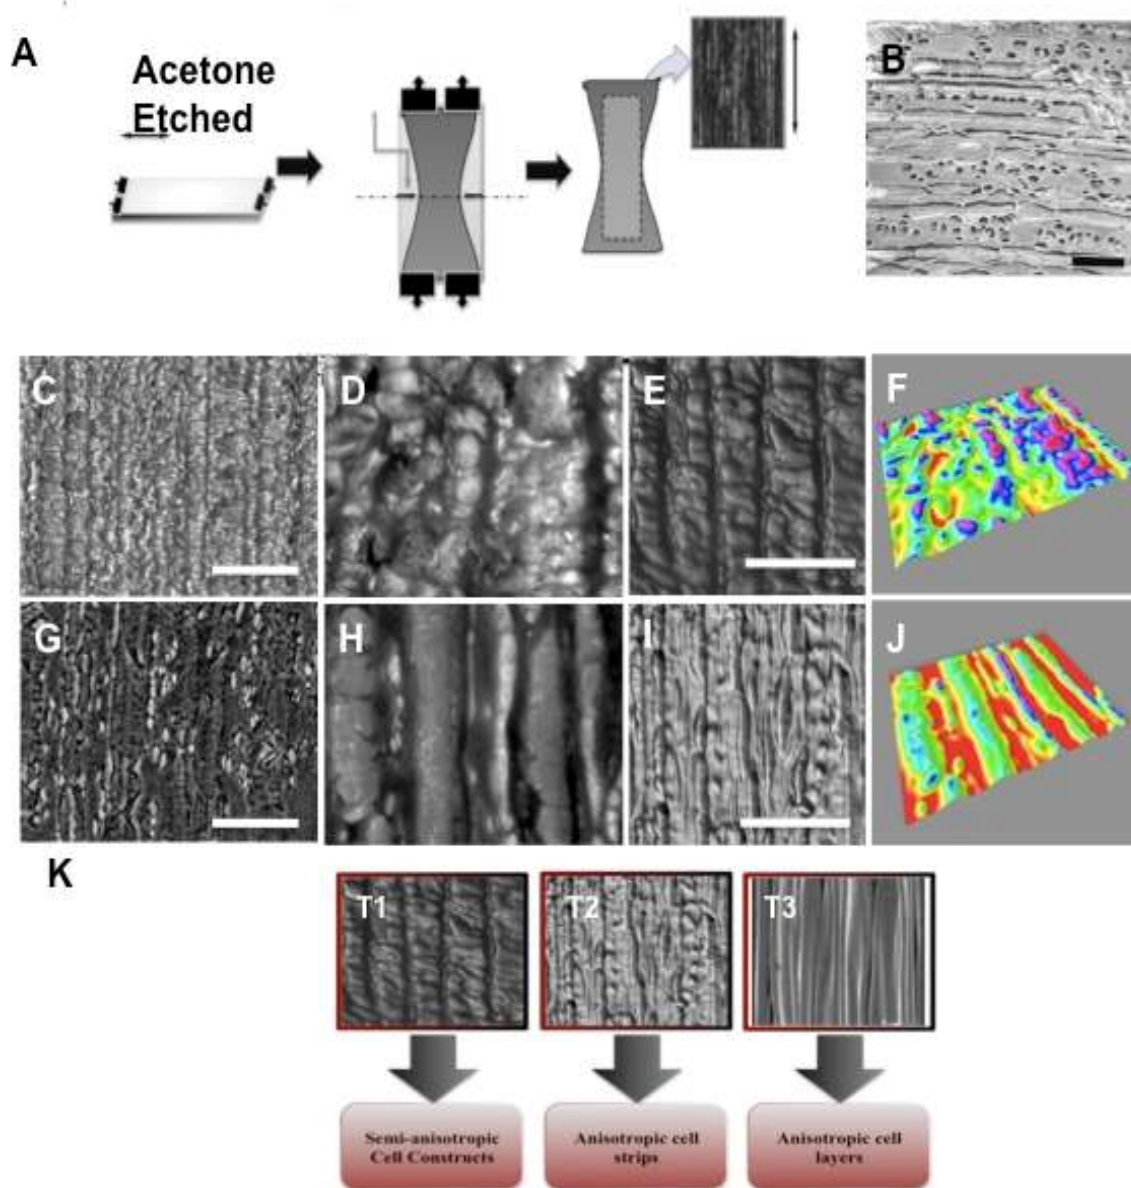 A
Acetone
Etched
B
C
D
E
F
G
H
I
J
K
T1
T2
T3
Semi-anisotropic
Cell Constructs
Anisotropic cell
strips
Anisotropic cell
layers